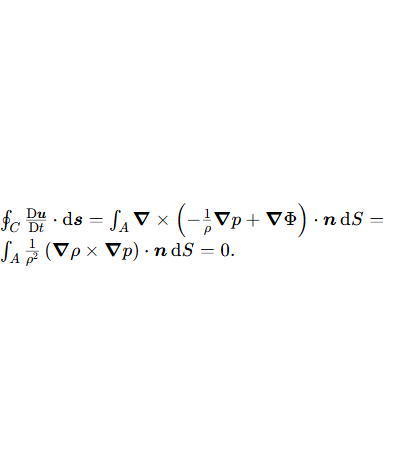 ∮_C D𝒖/Dt · d𝒔 = ∫_A 𝛁 × (−1/ρ 𝛁p + 𝛁Φ) · 𝒏 dS =
∫_A 1/ρ² (𝛁ρ × 𝛁p) · 𝒏 dS = 0.